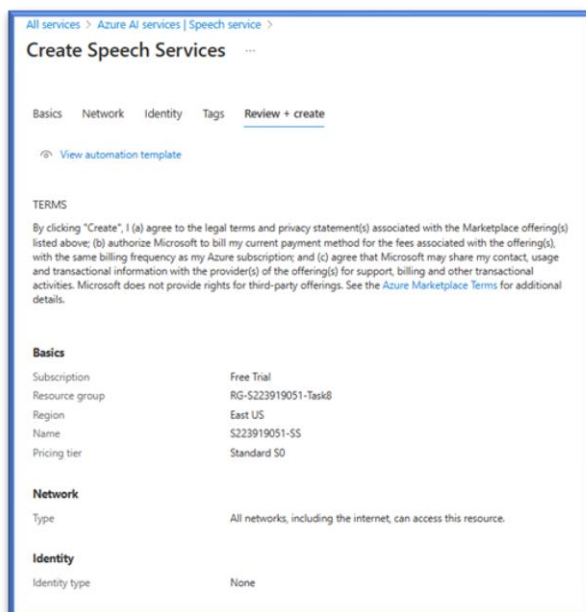 All services > Azure AI services | Speech service >
Create Speech Services ...
Basics Network Identity Tags Review + create
View automation template
TERMS
By clicking "Create", I (a) agree to the legal terms and privacy statement(s) associated with the Marketplace offering(s)
listed above; (b) authorize Microsoft to bill my current payment method for the fees associated with the offering(s),
with the same billing frequency as my Azure subscription; and (c) agree that Microsoft may share my contact, usage
and transactional information with the provider(s) of the offering(s) for support, billing and other transactional
activities. Microsoft does not provide rights for third-party offerings. See the Azure Marketplace Terms for additional
details.
Basics
Subscription Free Trial
Resource group RG-S223919051-Task8
Region East US
Name S223919051-SS
Pricing tier Standard S0
Network
Type All networks, including the internet, can access this resource.
Identity
Identity type None